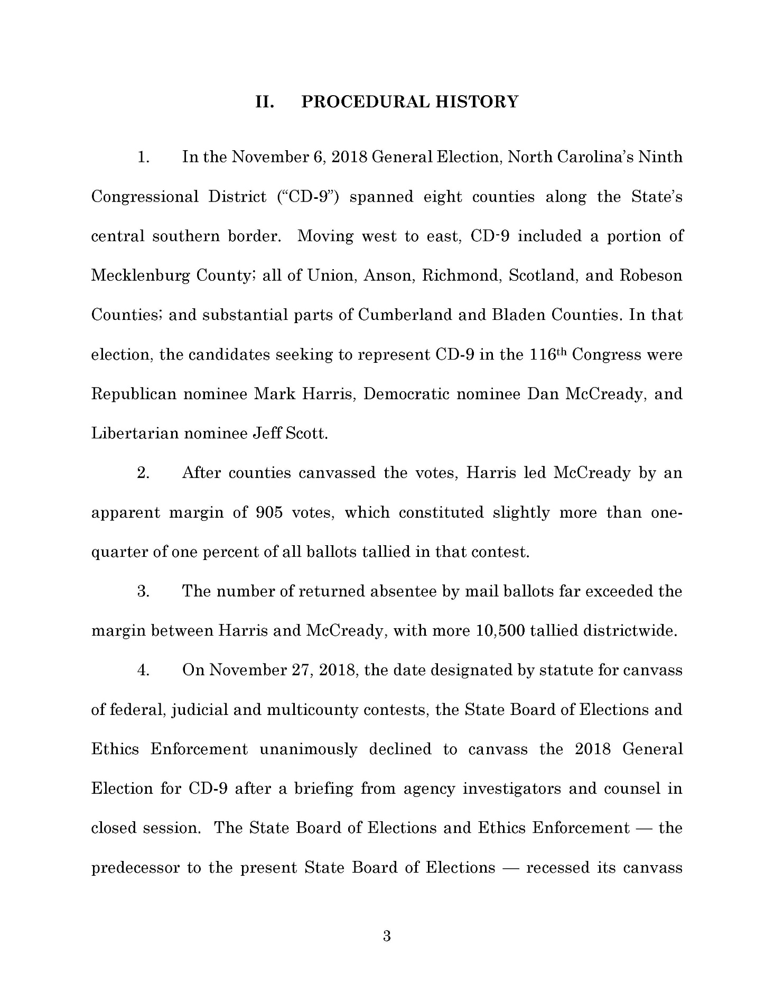 II. PROCEDURAL HISTORY
1. In the November 6, 2018 General Election, North Carolina’s Ninth
Congressional District (“CD-9”) spanned eight counties along the State’s
central southern border. Moving west to east, CD-9 included a portion of
Mecklenburg County; all of Union, Anson, Richmond, Scotland, and Robeson
Counties; and substantial parts of Cumberland and Bladen Counties. In that
election, the candidates seeking to represent CD-9 in the 116th Congress were
Republican nominee Mark Harris, Democratic nominee Dan McCready, and
Libertarian nominee Jeff Scott.
2. After counties canvassed the votes, Harris led McCready by an
apparent margin of 905 votes, which constituted slightly more than one-
quarter of one percent of all ballots tallied in that contest.
3. The number of returned absentee by mail ballots far exceeded the
margin between Harris and McCready, with more 10,500 tallied districtwide.
4. On November 27, 2018, the date designated by statute for canvass
of federal, judicial and multicounty contests, the State Board of Elections and
Ethics Enforcement unanimously declined to canvass the 2018 General
Election for CD-9 after a briefing from agency investigators and counsel in
closed session. The State Board of Elections and Ethics Enforcement — the
predecessor to the present State Board of Elections — recessed its canvass
3